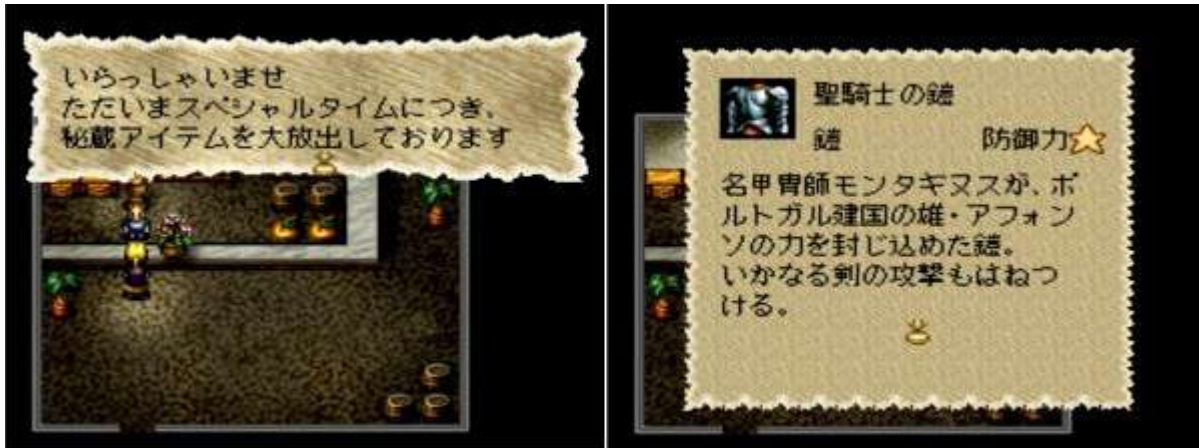 いらっしゃいませ
ただいまスペシャルタイムにつき、
秘蔵アイテムを大放出しております
聖騎士の鎧
鎧 防御力
名甲冑師モンタギヌスが、ポ
ルトガル建国の雄・アフォン
ソの力を封じ込めた鎧。
いかなる剣の攻撃もはねつ
ける。